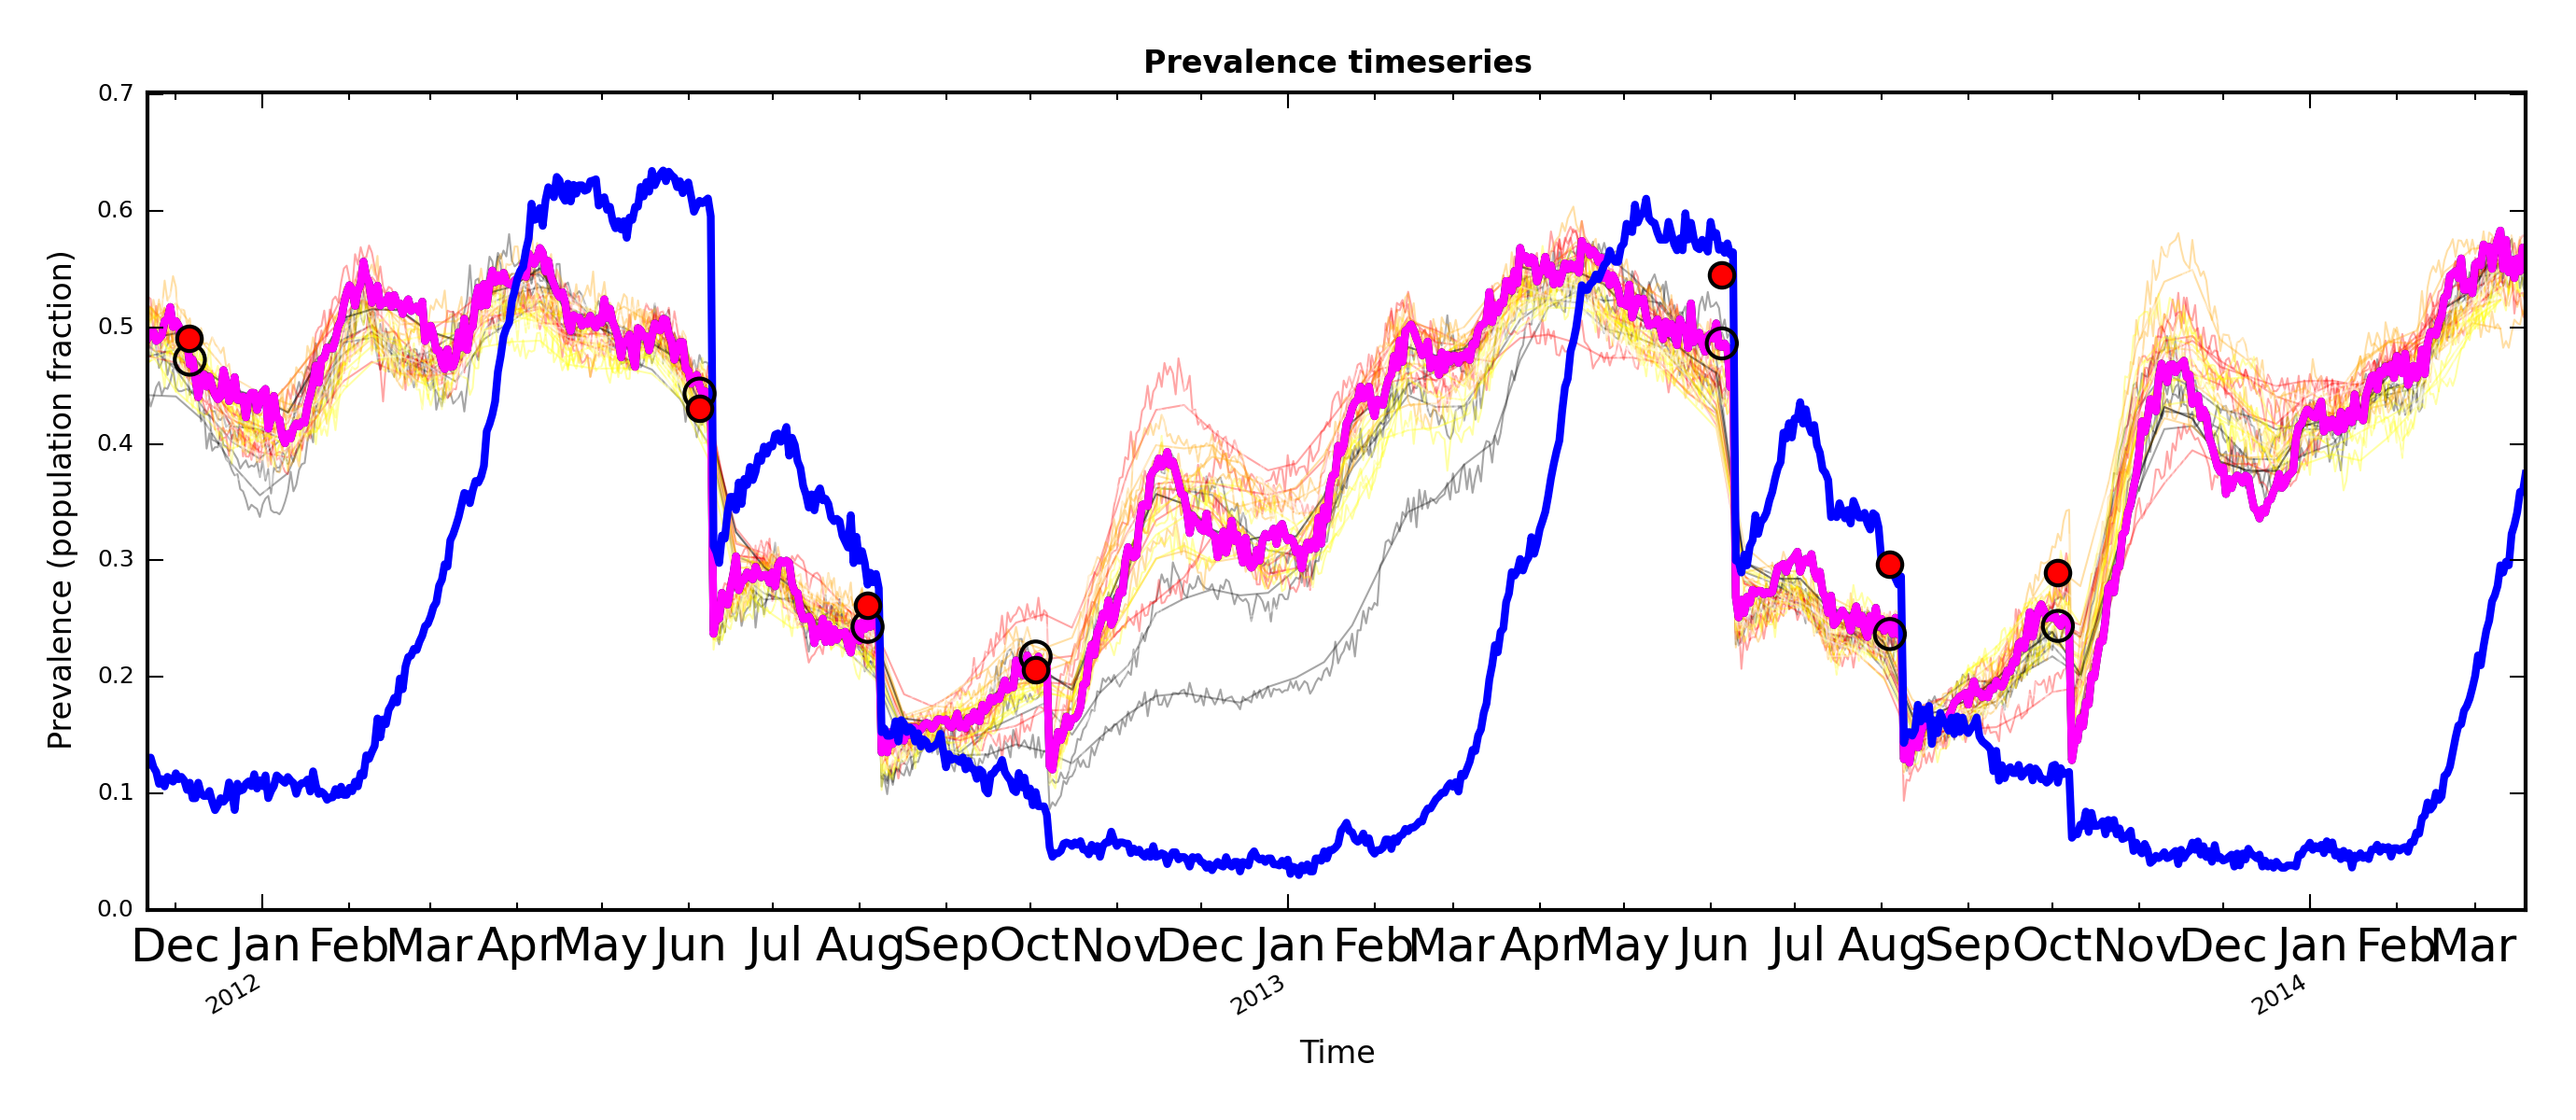 Prevalence timeseries
0.7
0.6
0.5
0.4
0.3
0.2
0.1
0.0
Prevalence (population fraction)
Dec Jan Feb Mar Apr May Jun Jul Aug Sep Oct Nov Dec Jan Feb Mar Apr May Jun Jul Aug Sep Oct Nov Dec Jan Feb Mar
2012 2013 2014
Time